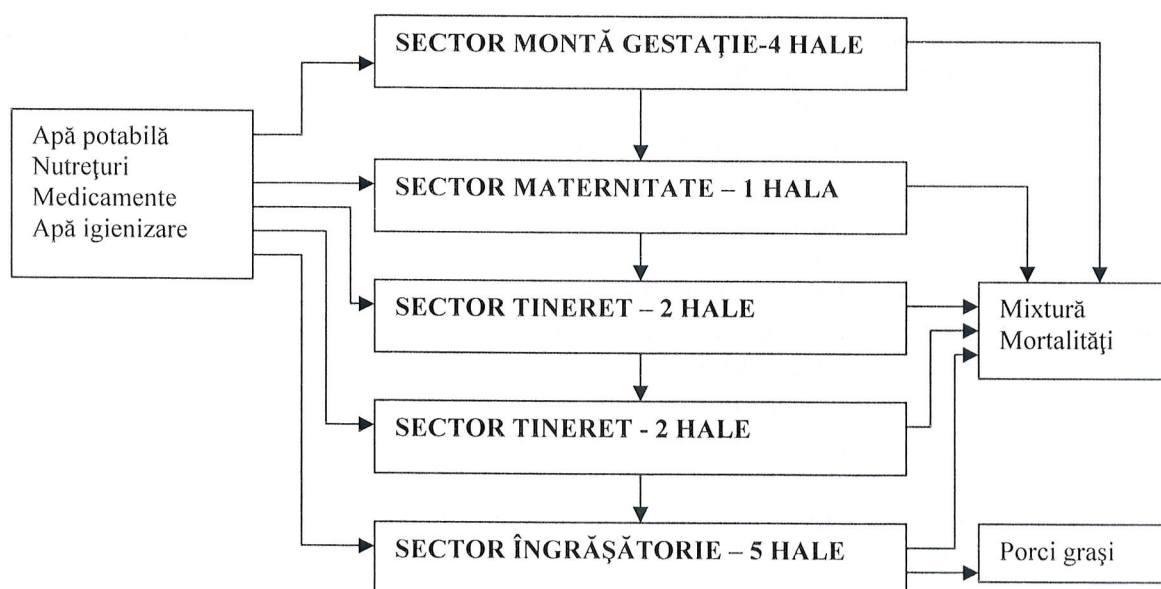 SECTOR MONTĂ GESTAŢIE-4 HALE
Apă potabilă
Nutreţuri
Medicamente
Apă igienizare
SECTOR MATERNITATE – 1 HALA
SECTOR TINERET – 2 HALE
Mixtură
Mortalităţi
SECTOR TINERET - 2 HALE
SECTOR ÎNGRĂŞĂTORIE – 5 HALE
Porci graşi